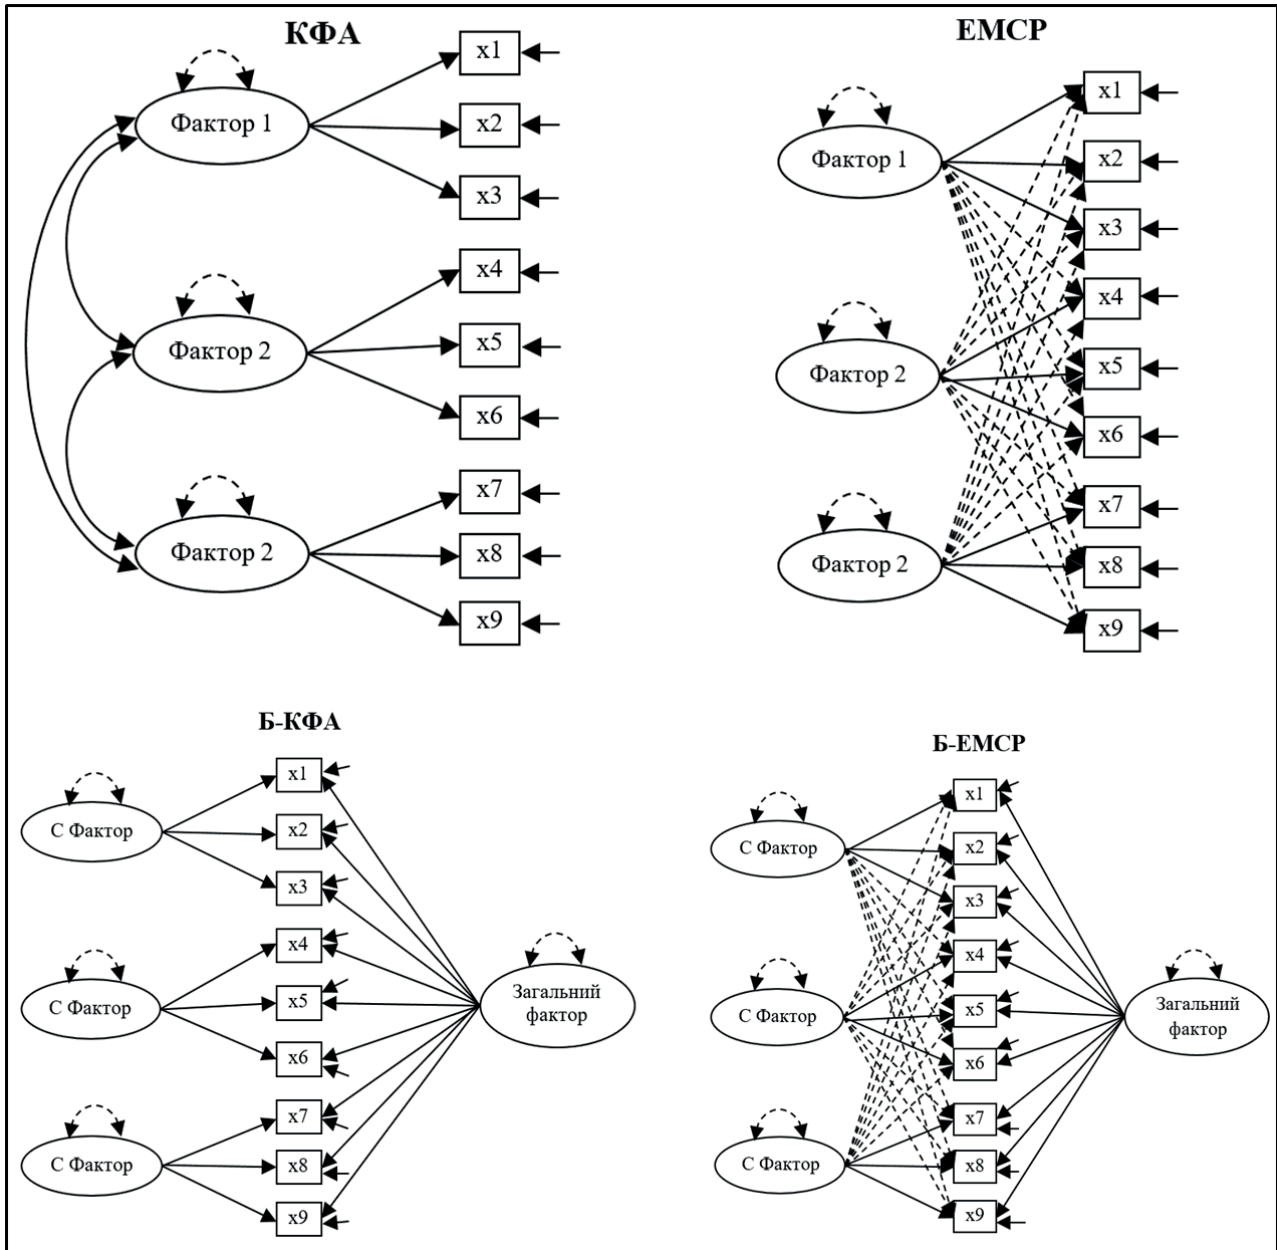 КФА
Фактор 1
Фактор 2
Фактор 2
x1
x2
x3
x4
x5
x6
x7
x8
x9
ЕМСР
Фактор 1
Фактор 2
Фактор 2
x1
x2
x3
x4
x5
x6
x7
x8
x9
Б-КФА
С Фактор
С Фактор
С Фактор
x1
x2
x3
x4
x5
x6
x7
x8
x9
Загальний
фактор
Б-ЕМСР
С Фактор
С Фактор
С Фактор
x1
x2
x3
x4
x5
x6
x7
x8
x9
Загальний
фактор